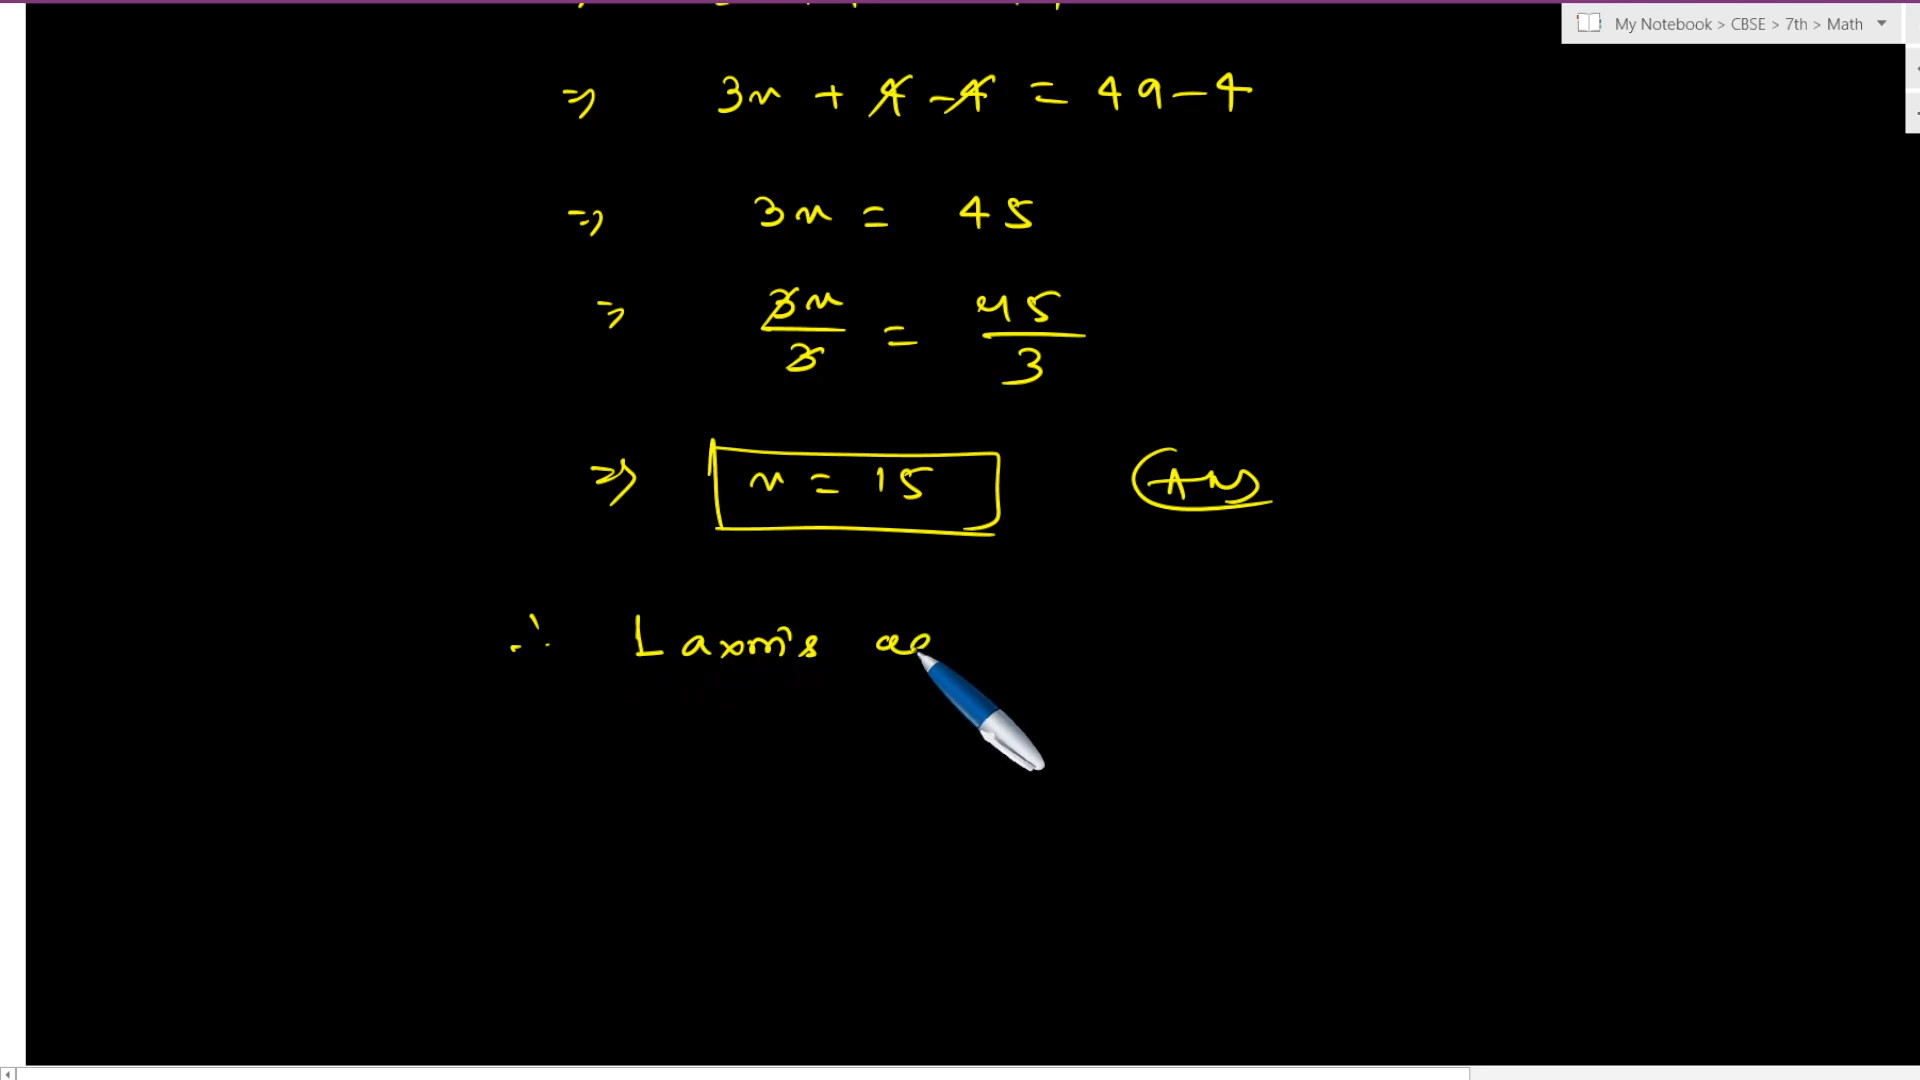 My Notebook > CBSE > 7th > Math
⇒ 3x + 4 - 4 = 49 - 4
⇒ 3x = 45
⇒ 3x/3 = 45/3
⇒ x = 15 Ans
∴ Laxmi's